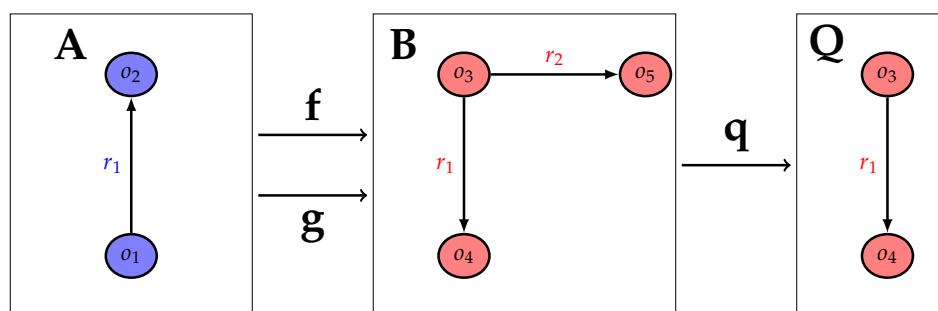 A
o₂
r₁
o₁
f
g
B
o₃
r₂
o₅
r₁
o₄
q
Q
o₃
r₁
o₄